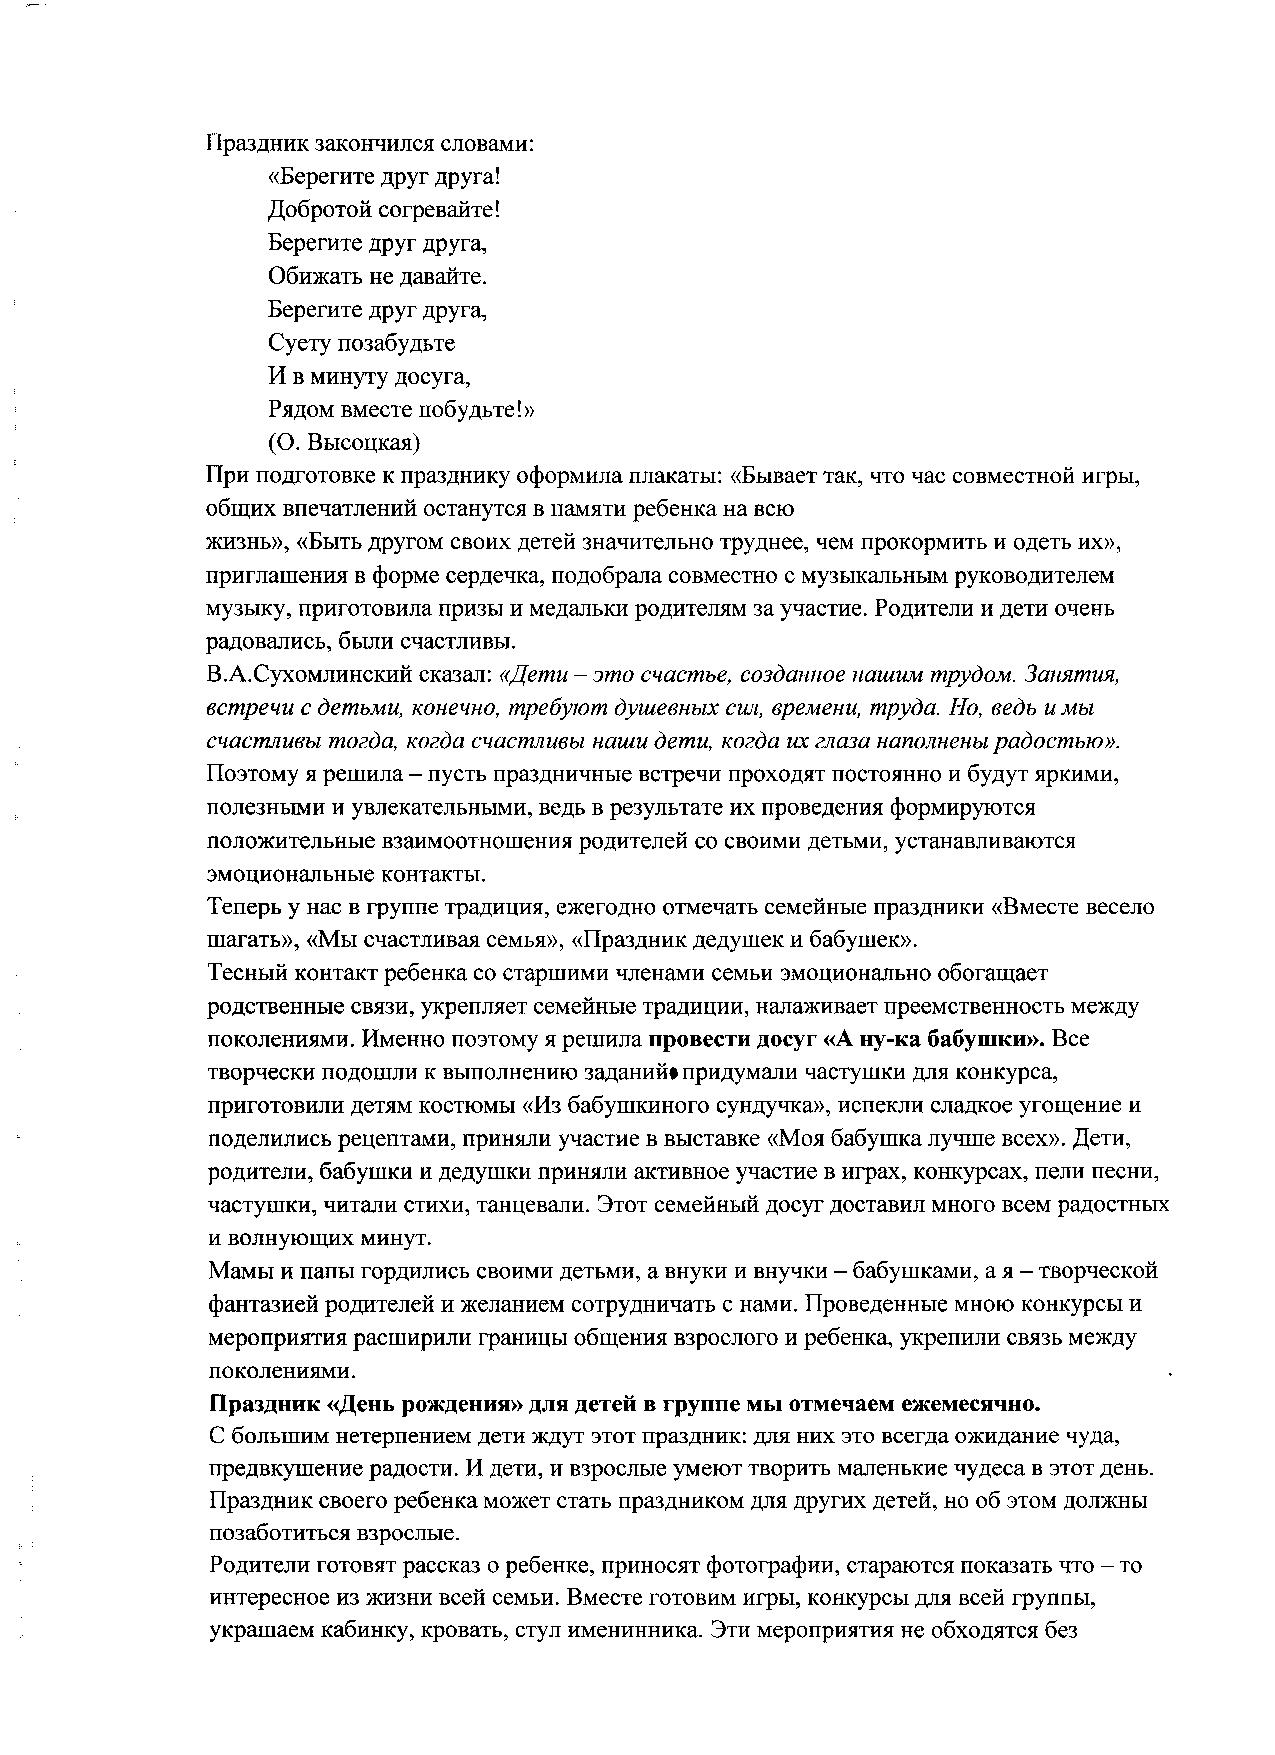 Праздник закончился словами:
«Берегите друг друга!
Добротой согревайте!
Берегите друг друга,
Обижать не давайте.
Берегите друг друга,
Суету позабудьте
И в минуту досуга,
Рядом вместе побудьте!»
(О. Высоцкая)
При подготовке к празднику оформила плакаты: «Бывает так, что час совместной игры,
общих впечатлений останутся в памяти ребенка на всю
жизнь», «Быть другом своих детей значительно труднее, чем прокормить и одеть их»,
приглашения в форме сердечка, подобрала совместно с музыкальным руководителем
музыку, приготовила призы и медальки родителям за участие. Родители и дети очень
радовались, были счастливы.
В.А.Сухомлинский сказал: «Дети – это счастье, созданное нашим трудом. Занятия,
встречи с детьми, конечно, требуют душевных сил, времени, труда. Но, ведь и мы
счастливы тогда, когда счастливы наши дети, когда их глаза наполнены радостью».
Поэтому я решила – пусть праздничные встречи проходят постоянно и будут яркими,
полезными и увлекательными, ведь в результате их проведения формируются
положительные взаимоотношения родителей со своими детьми, устанавливаются
эмоциональные контакты.
Теперь у нас в группе традиция, ежегодно отмечать семейные праздники «Вместе весело
шагать», «Мы счастливая семья», «Праздник дедушек и бабушек».
Тесный контакт ребенка со старшими членами семьи эмоционально обогащает
родственные связи, укрепляет семейные традиции, налаживает преемственность между
поколениями. Именно поэтому я решила провести досуг «А ну-ка бабушки». Все
творчески подошли к выполнению заданий придумали частушки для конкурса,
приготовили детям костюмы «Из бабушкиного сундучка», испекли сладкое угощение и
поделились рецептами, приняли участие в выставке «Моя бабушка лучше всех». Дети,
родители, бабушки и дедушки приняли активное участие в играх, конкурсах, пели песни,
частушки, читали стихи, танцевали. Этот семейный досуг доставил много всем радостных
и волнующих минут.
Мамы и папы гордились своими детьми, а внуки и внучки – бабушками, а я – творческой
фантазией родителей и желанием сотрудничать с нами. Проведенные мною конкурсы и
мероприятия расширили границы общения взрослого и ребенка, укрепили связь между
поколениями.
Праздник «День рождения» для детей в группе мы отмечаем ежемесячно.
С большим нетерпением дети ждут этот праздник: для них это всегда ожидание чуда,
предвкушение радости. И дети, и взрослые умеют творить маленькие чудеса в этот день.
Праздник своего ребенка может стать праздником для других детей, но об этом должны
позаботиться взрослые.
Родители готовят рассказ о ребенке, приносят фотографии, стараются показать что – то
интересное из жизни всей семьи. Вместе готовим игры, конкурсы для всей группы,
украшаем кабинку, кровать, стул именинника. Эти мероприятия не обходятся без